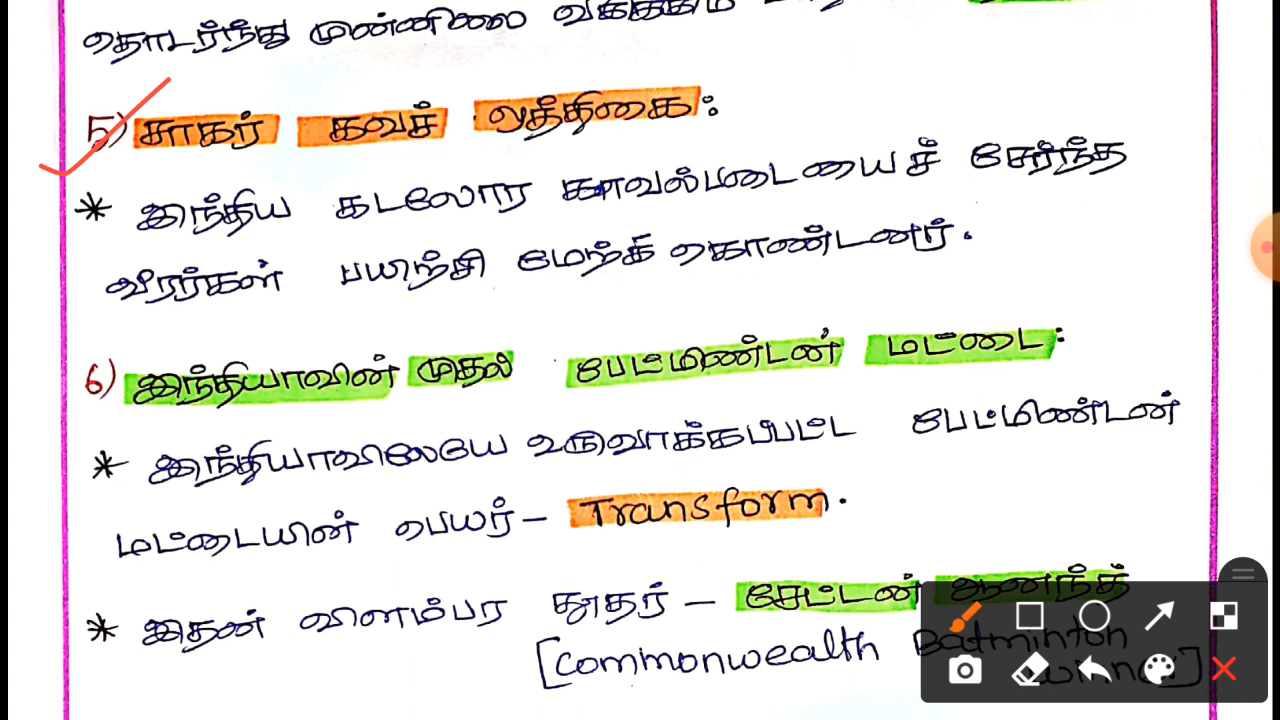 தொடர்ந்து முன்னிலை
5) சாகர் கவச் ஒத்திகை:
* இந்திய கடலோர காவல்படையைச் சேர்ந்த
வீரர்கள் பயிற்சி மேற்கொண்டனர்.
6) இந்தியாவின் முதல் பேட்மிண்டன் மட்டை:
* இந்தியாவிலேயே உருவாக்கப்பட்ட பேட்மிண்டன்
மட்டையின் பெயர் – Transform.
* இதன் விளம்பர தூதர் – சேட்டன் ஆனந்த்
[Commonwealth Badminton
winner]